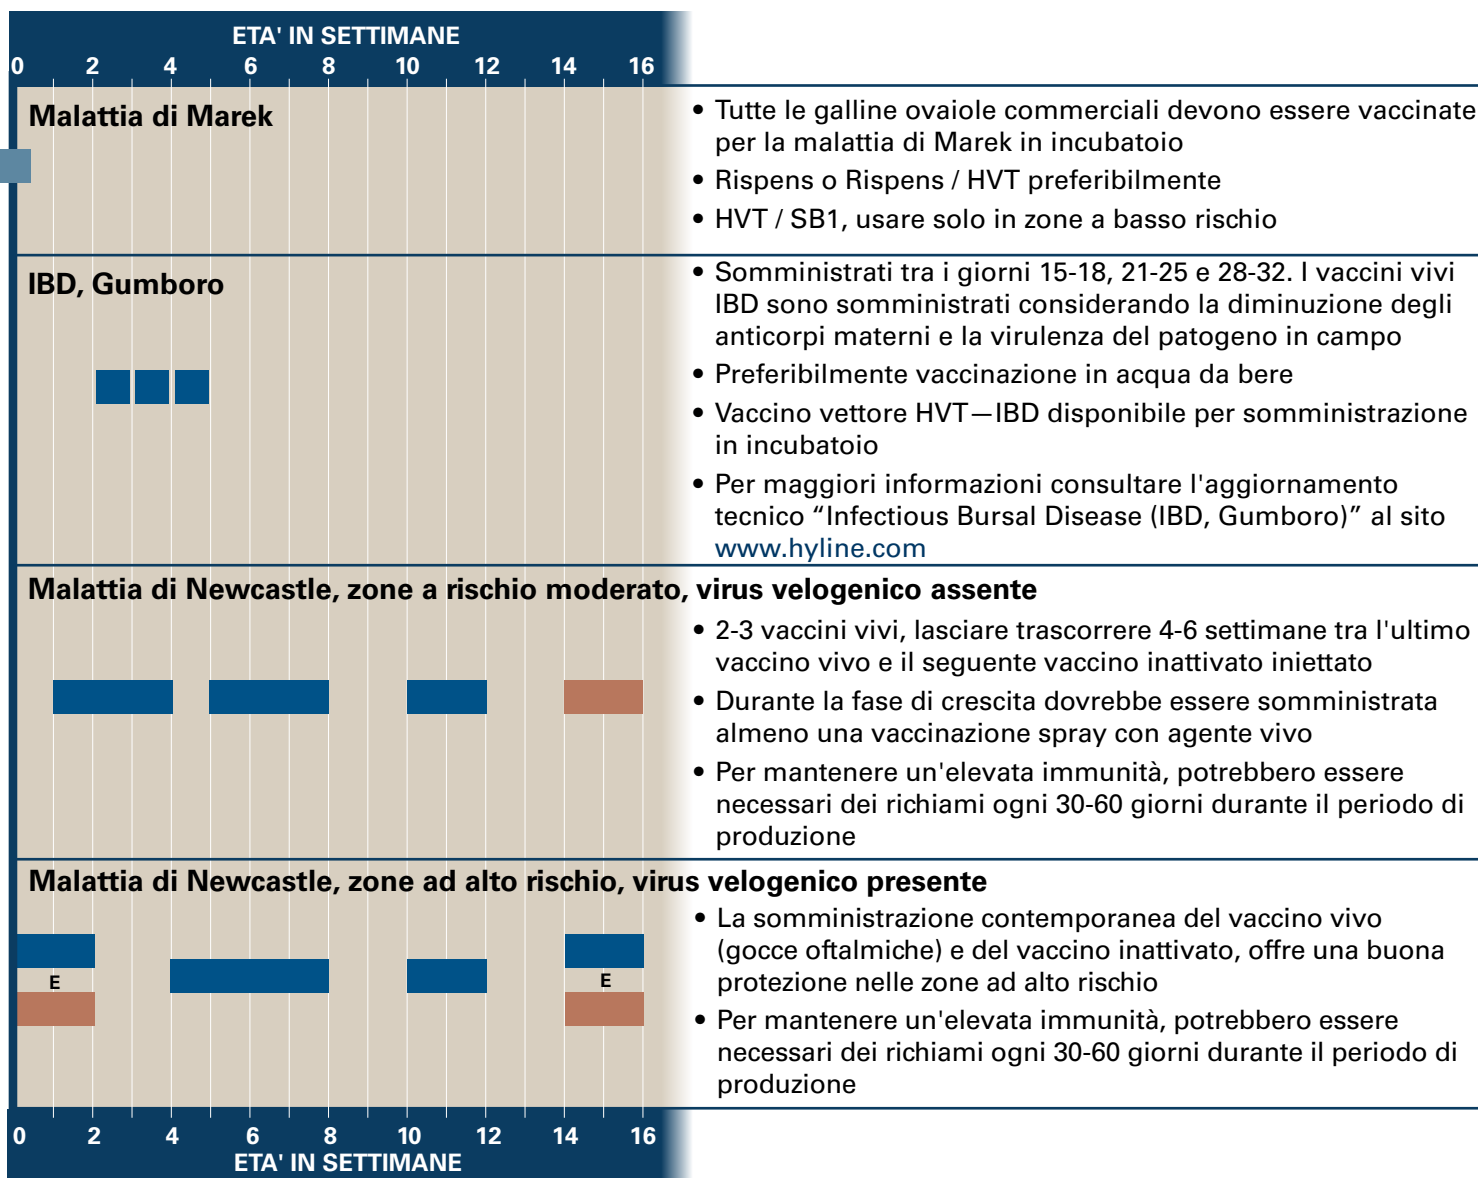 ETA' IN SETTIMANE
0 2 4 6 8 10 12 14 16
Malattia di Marek
• Tutte le galline ovaiole commerciali devono essere vaccinate
per la malattia di Marek in incubatoio
• Rispens o Rispens / HVT preferibilmente
• HVT / SB1, usare solo in zone a basso rischio
IBD, Gumboro
• Somministrati tra i giorni 15-18, 21-25 e 28-32. I vaccini vivi
IBD sono somministrati considerando la diminuzione degli
anticorpi materni e la virulenza del patogeno in campo
• Preferibilmente vaccinazione in acqua da bere
• Vaccino vettore HVT—IBD disponibile per somministrazione
in incubatoio
• Per maggiori informazioni consultare l'aggiornamento
tecnico “Infectious Bursal Disease (IBD, Gumboro)” al sito
www.hyline.com
Malattia di Newcastle, zone a rischio moderato, virus velogenico assente
• 2-3 vaccini vivi, lasciare trascorrere 4-6 settimane tra l'ultimo
vaccino vivo e il seguente vaccino inattivato iniettato
• Durante la fase di crescita dovrebbe essere somministrata
almeno una vaccinazione spray con agente vivo
• Per mantenere un'elevata immunità, potrebbero essere
necessari dei richiami ogni 30-60 giorni durante il periodo di
produzione
Malattia di Newcastle, zone ad alto rischio, virus velogenico presente
E E
• La somministrazione contemporanea del vaccino vivo
(gocce oftalmiche) e del vaccino inattivato, offre una buona
protezione nelle zone ad alto rischio
• Per mantenere un'elevata immunità, potrebbero essere
necessari dei richiami ogni 30-60 giorni durante il periodo di
produzione
0 2 4 6 8 10 12 14 16
ETA' IN SETTIMANE